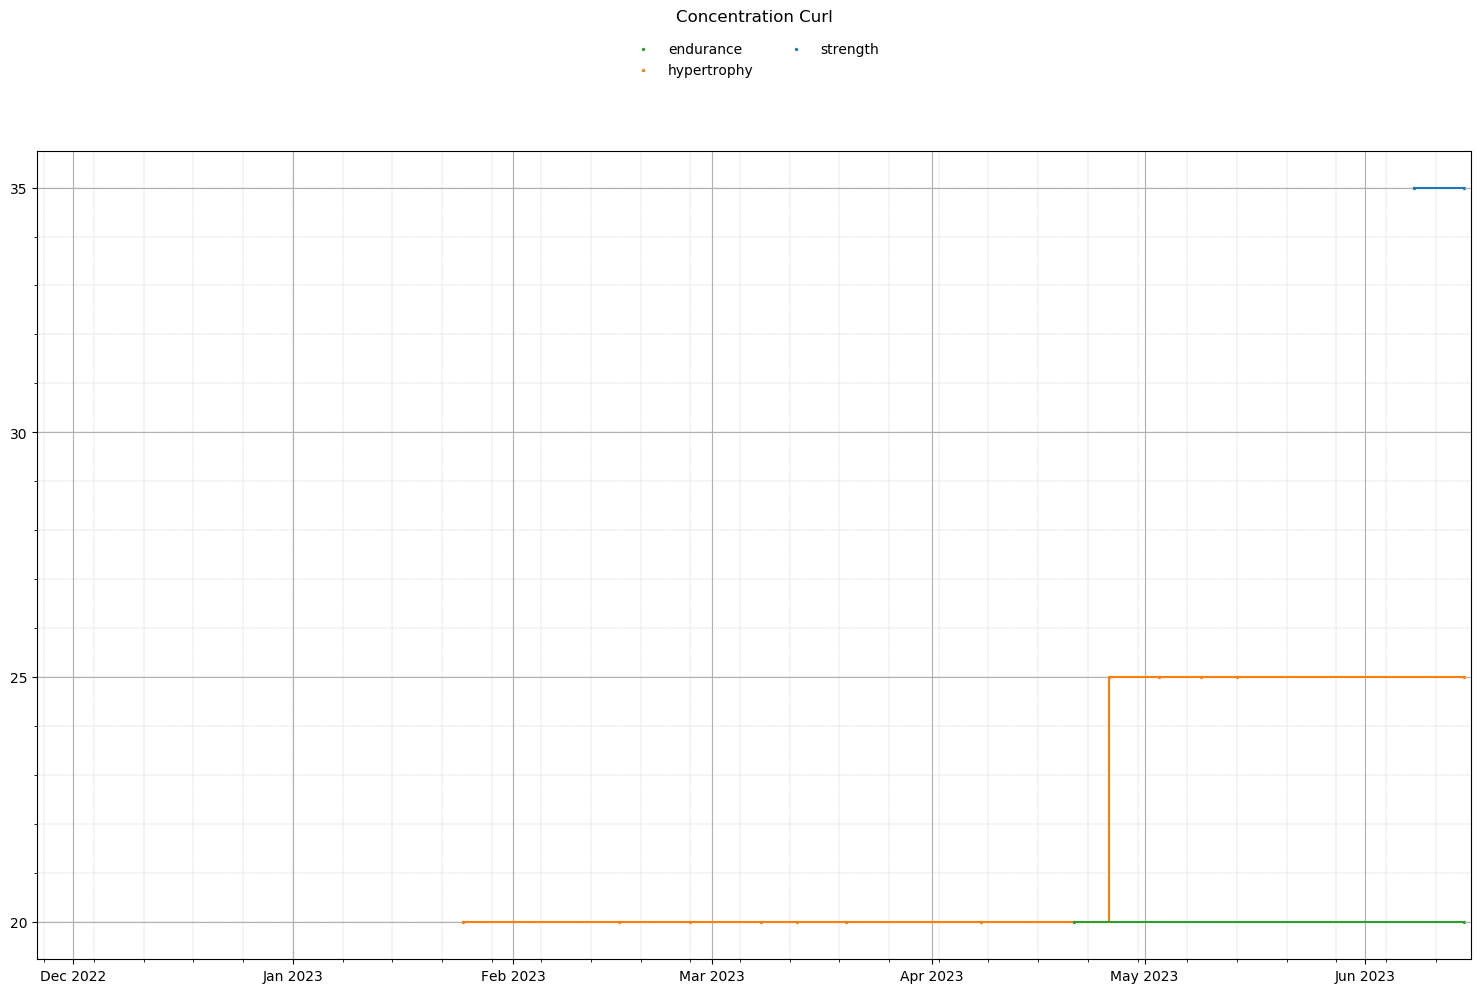 Concentration Curl
endurance
hypertrophy
strength
35
30
25
20
Dec 2022
Jan 2023
Feb 2023
Mar 2023
Apr 2023
May 2023
Jun 2023